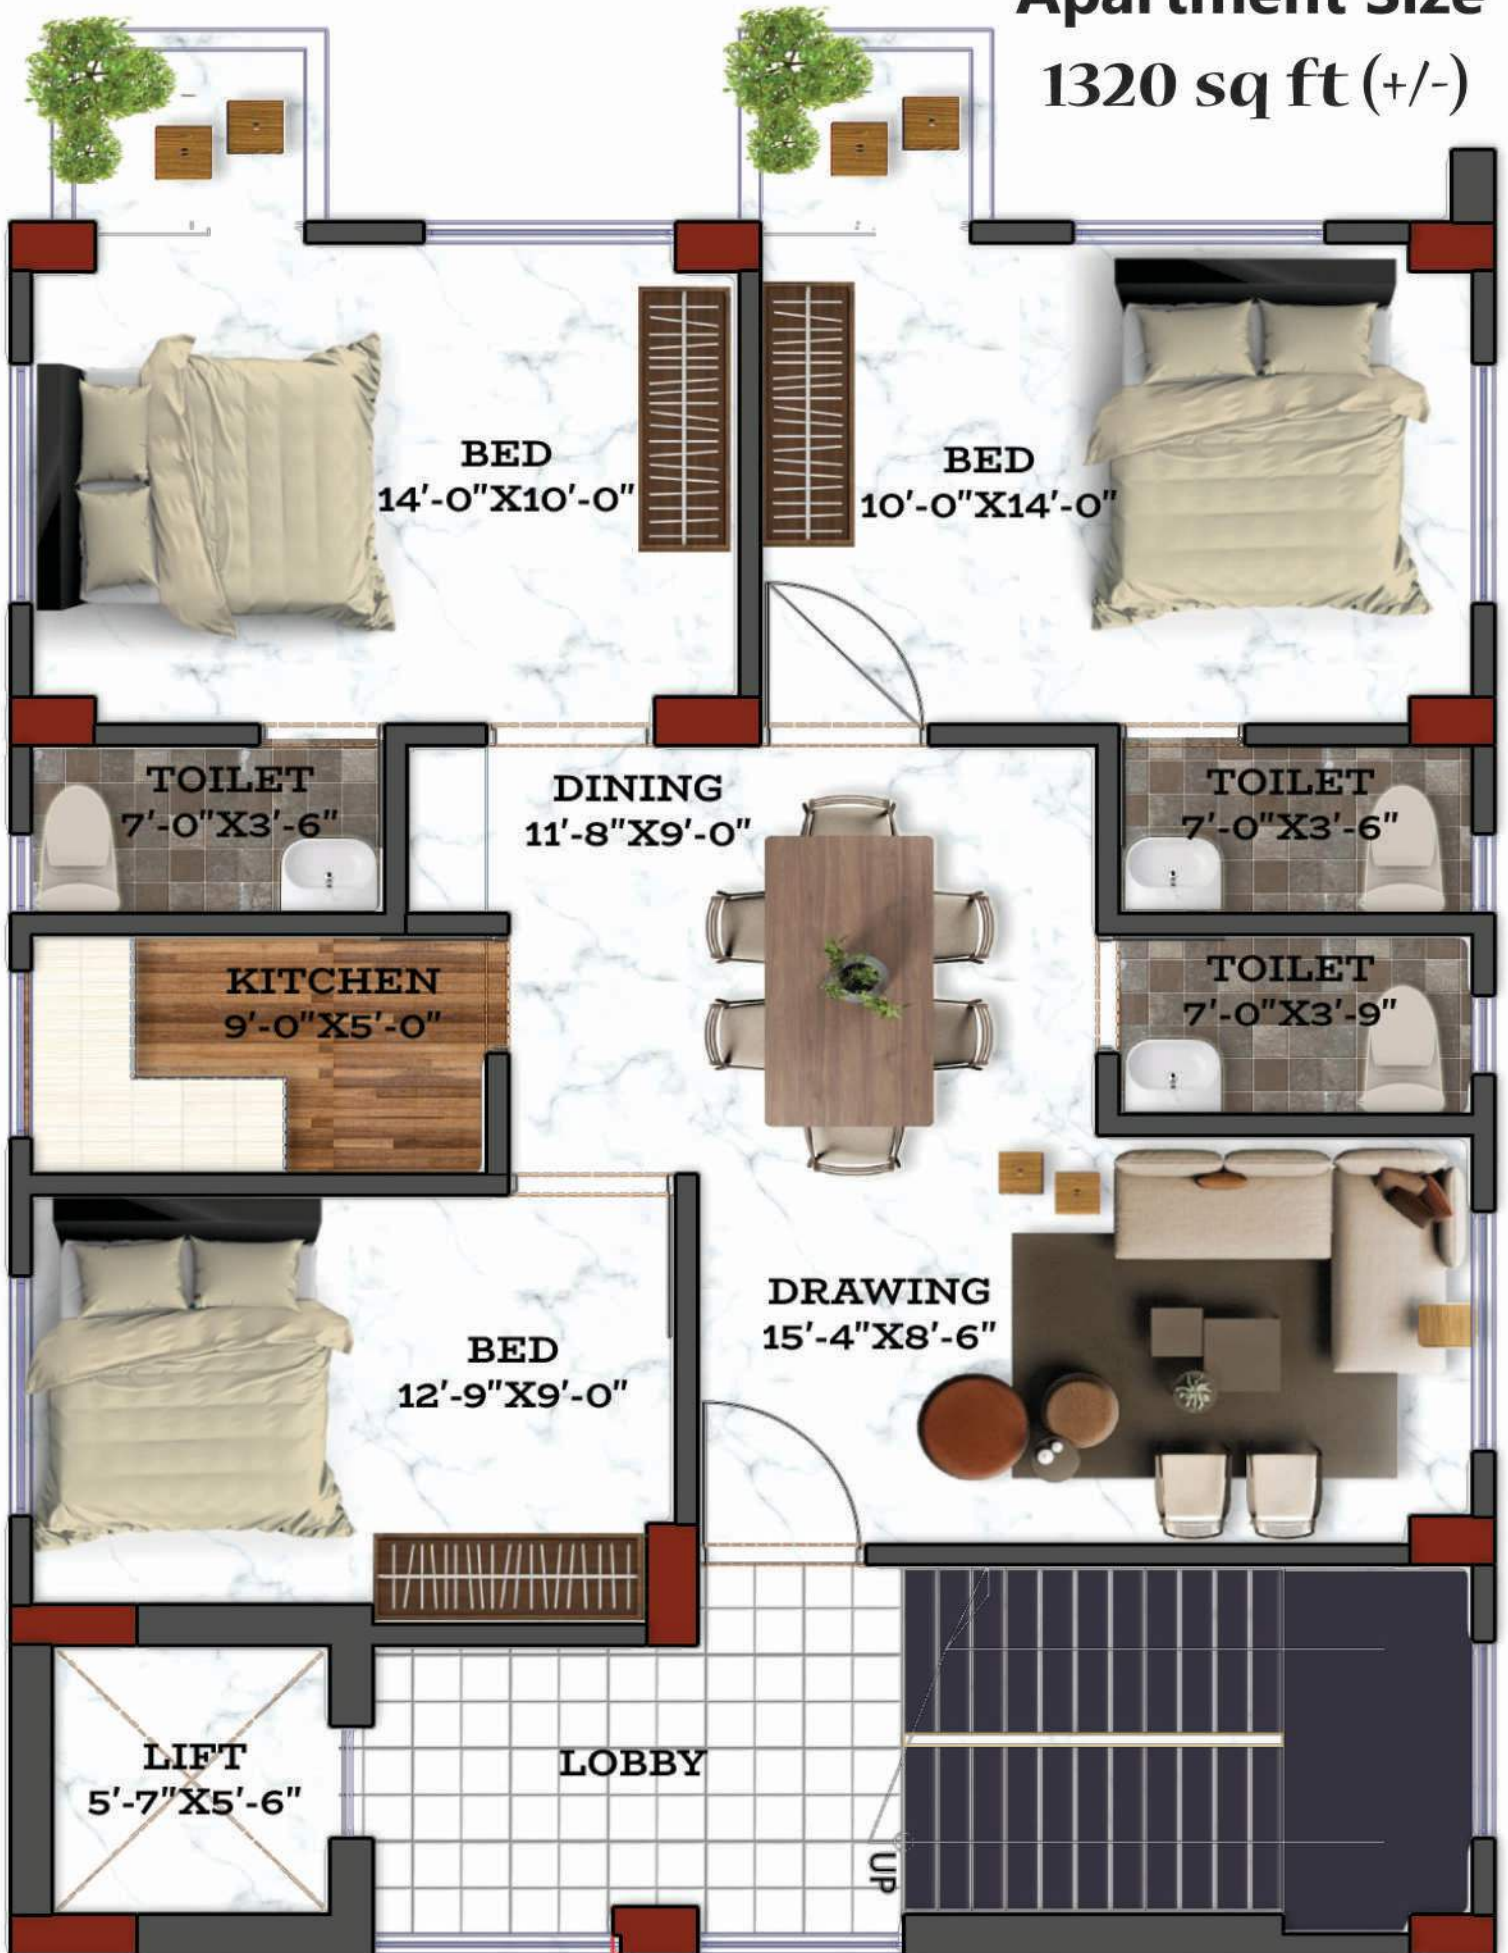 Apartment Size
1320 sq ft (+/-)
BED
14'-0"X10'-0"
BED
10'-0"X14'-0"
TOILET
7'-0"X3'-6"
DINING
11'-8"X9'-0"
TOILET
7'-0"X3'-6"
KITCHEN
9'-0"X5'-0"
TOILET
7'-0"X3'-9"
DRAWING
15'-4"X8'-6"
BED
12'-9"X9'-0"
LIFT
5'-7"X5'-6"
LOBBY
UP